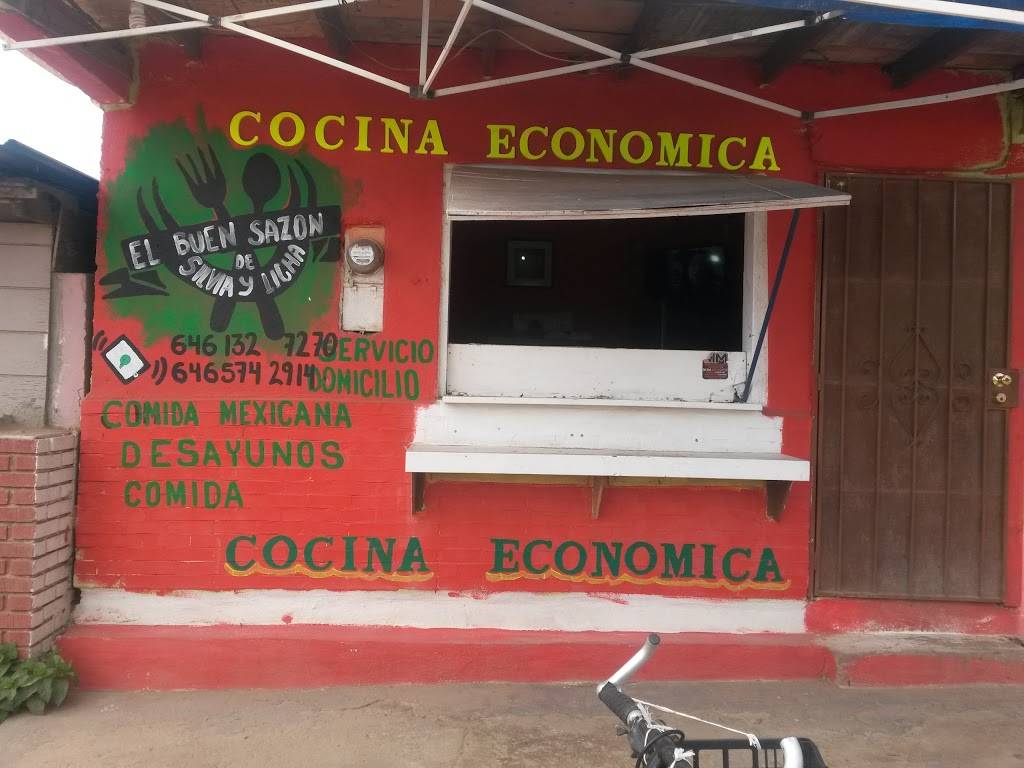 COCINA ECONOMICA
EL BUEN SAZON
DE
SILVIA Y LICHA
646 132 7270 SERVICIO
646574 2914 DOMICILIO
COMIDA MEXICANA
DESAYUNOS
COMIDA
COCINA ECONOMICA